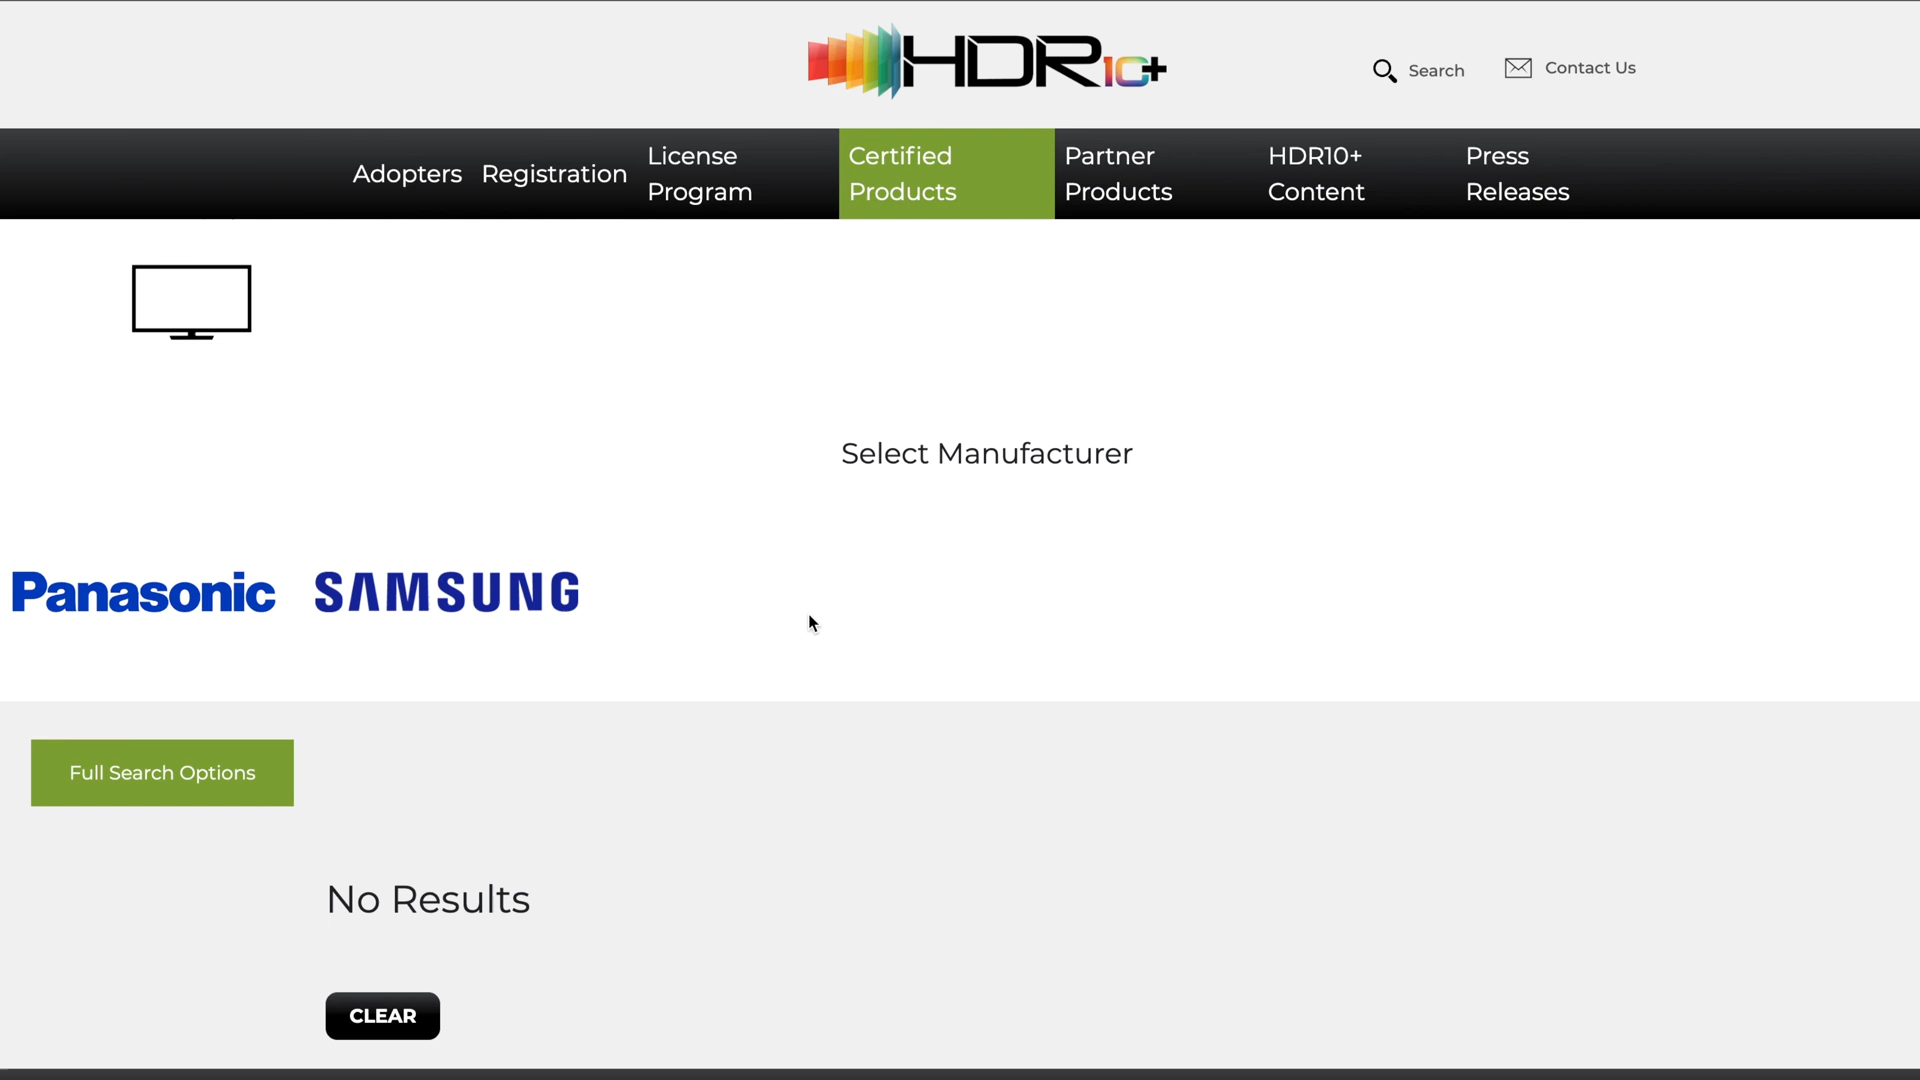 HDR10+
Search
Contact Us
Adopters
Registration
License
Program
Certified
Products
Partner
Products
HDR10+
Content
Press
Releases
Select Manufacturer
Panasonic
SAMSUNG
Full Search Options
No Results
CLEAR